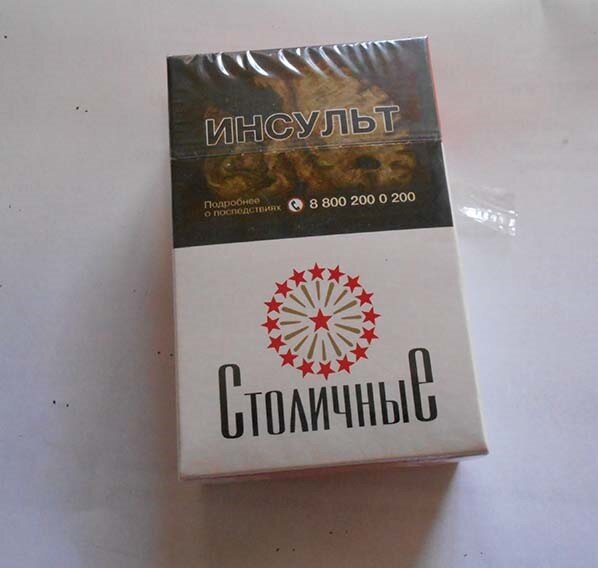 ИНСУЛЬТ
Подробнее
о последствиях 8 800 200 0 200
Столичные